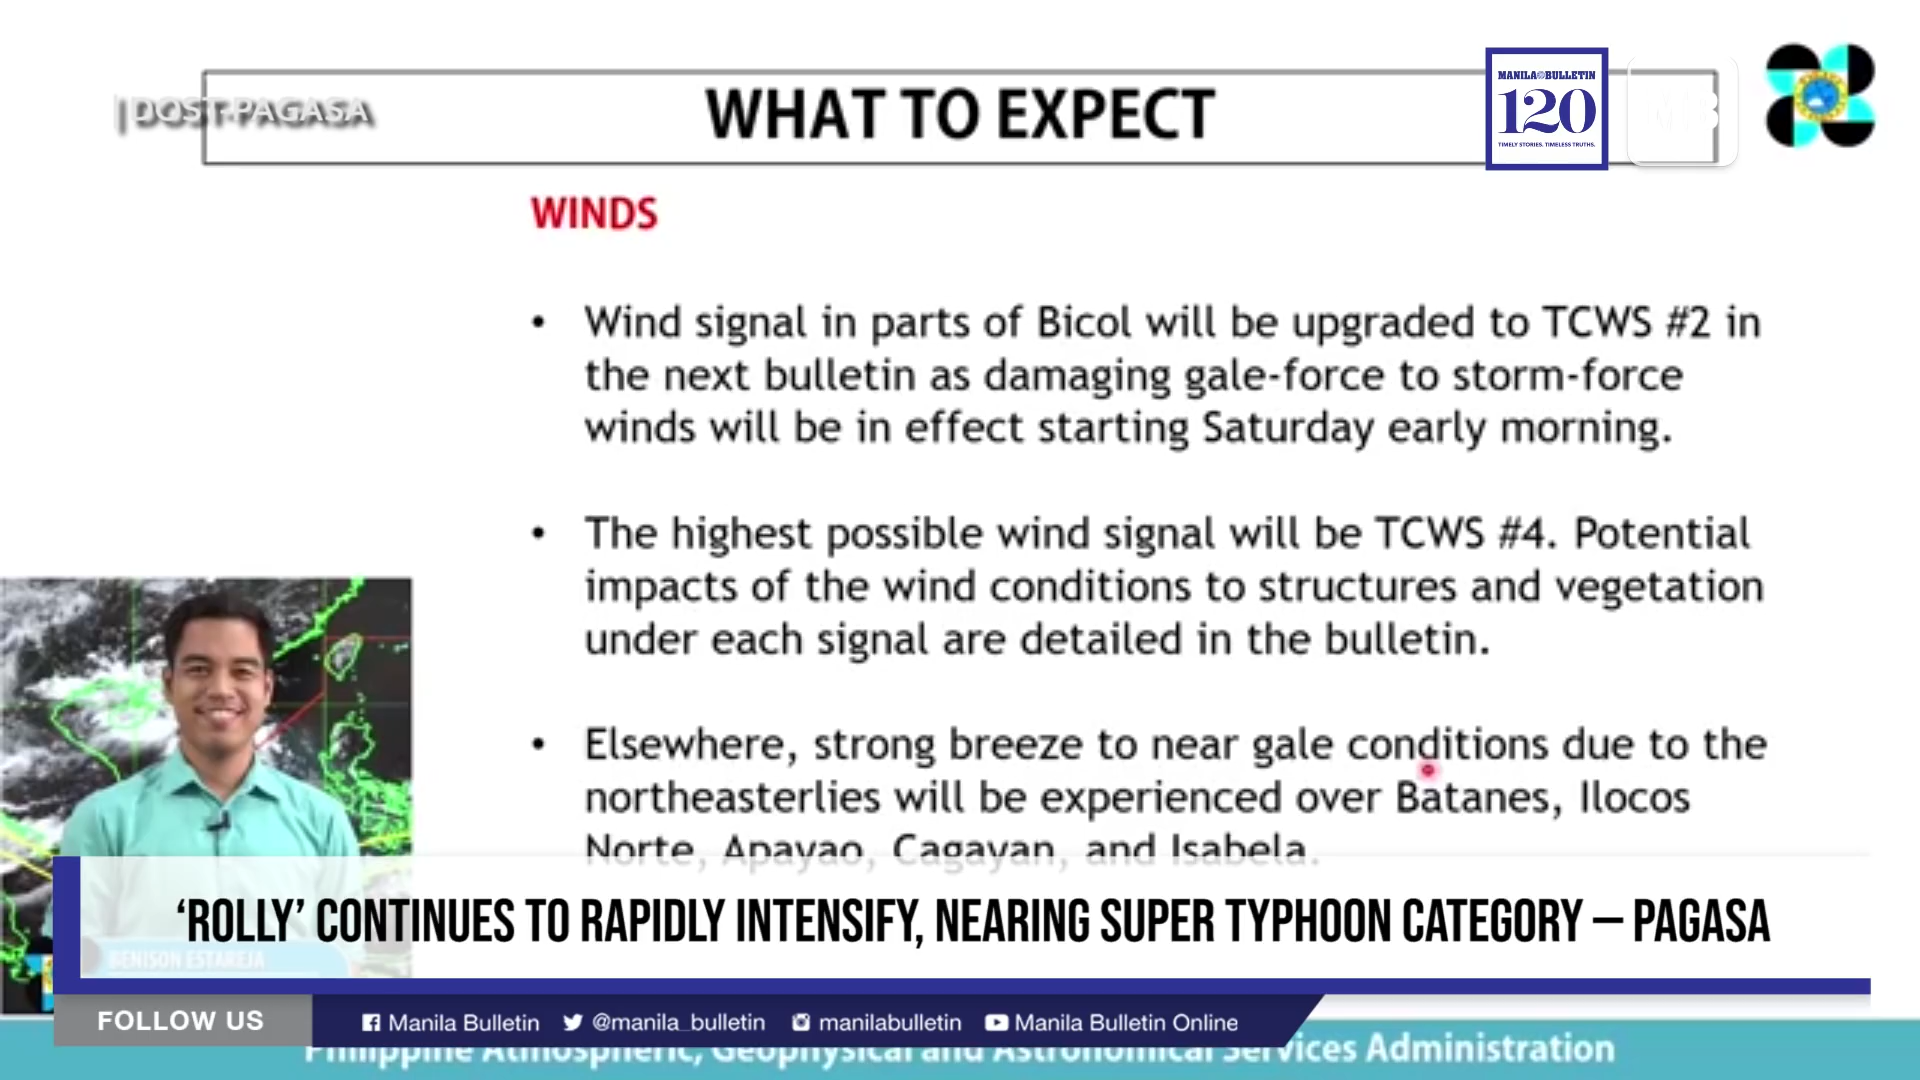 | DOST-PAGASA
WHAT TO EXPECT
MANILA BULLETIN
120
TIMELY STORIES. TIMELESS TRUTHS.
WINDS
• Wind signal in parts of Bicol will be upgraded to TCWS #2 in
the next bulletin as damaging gale-force to storm-force
winds will be in effect starting Saturday early morning.
• The highest possible wind signal will be TCWS #4. Potential
impacts of the wind conditions to structures and vegetation
under each signal are detailed in the bulletin.
• Elsewhere, strong breeze to near gale conditions due to the
northeasterlies will be experienced over Batanes, Ilocos
Norte, Apayao, Cagayan, and Isabela.
‘ROLLY’ CONTINUES TO RAPIDLY INTENSIFY, NEARING SUPER TYPHOON CATEGORY – PAGASA
BENISON ESTAREJA
FOLLOW US
Manila Bulletin @manila_bulletin manilabulletin Manila Bulletin Online
Philippine Atmospheric, Geophysical and Astronomical Services Administration